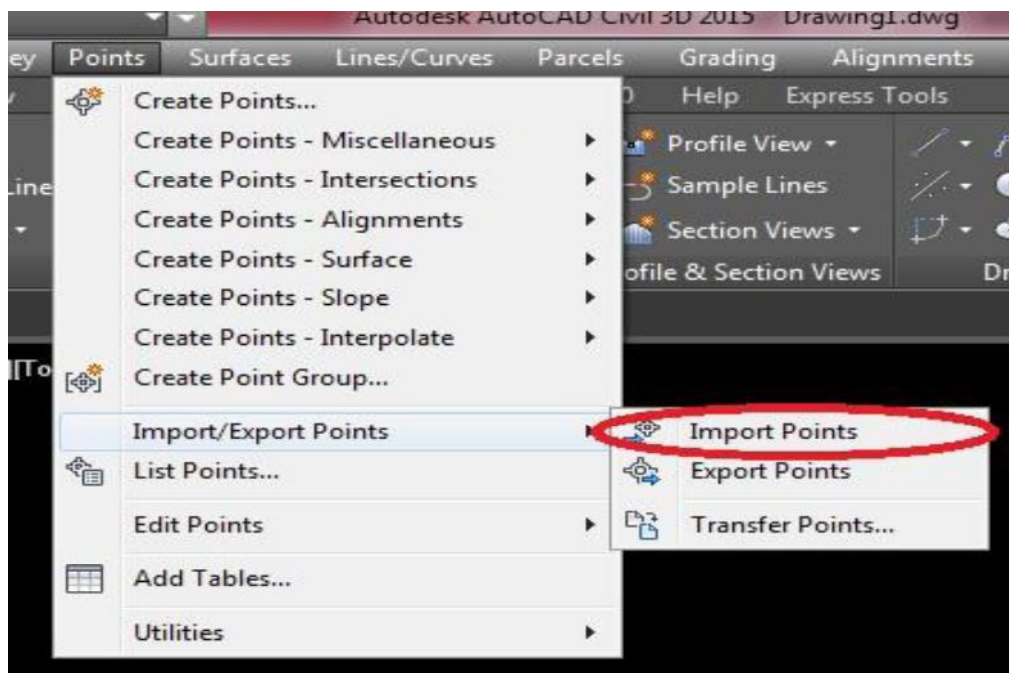 Autodesk AutoCAD Civil 3D 2015 Drawing1.dwg
ey Points Surfaces Lines/Curves Parcels Grading Alignments
Help Express Tools
Create Points...
Create Points - Miscellaneous
Create Points - Intersections
Create Points - Alignments
Create Points - Surface
Create Points - Slope
Create Points - Interpolate
Create Point Group...
Import/Export Points
List Points...
Edit Points
Add Tables...
Utilities
Profile View
Sample Lines
Section Views
ofile & Section Views Dr
Line
[To
Import Points
Export Points
Transfer Points...